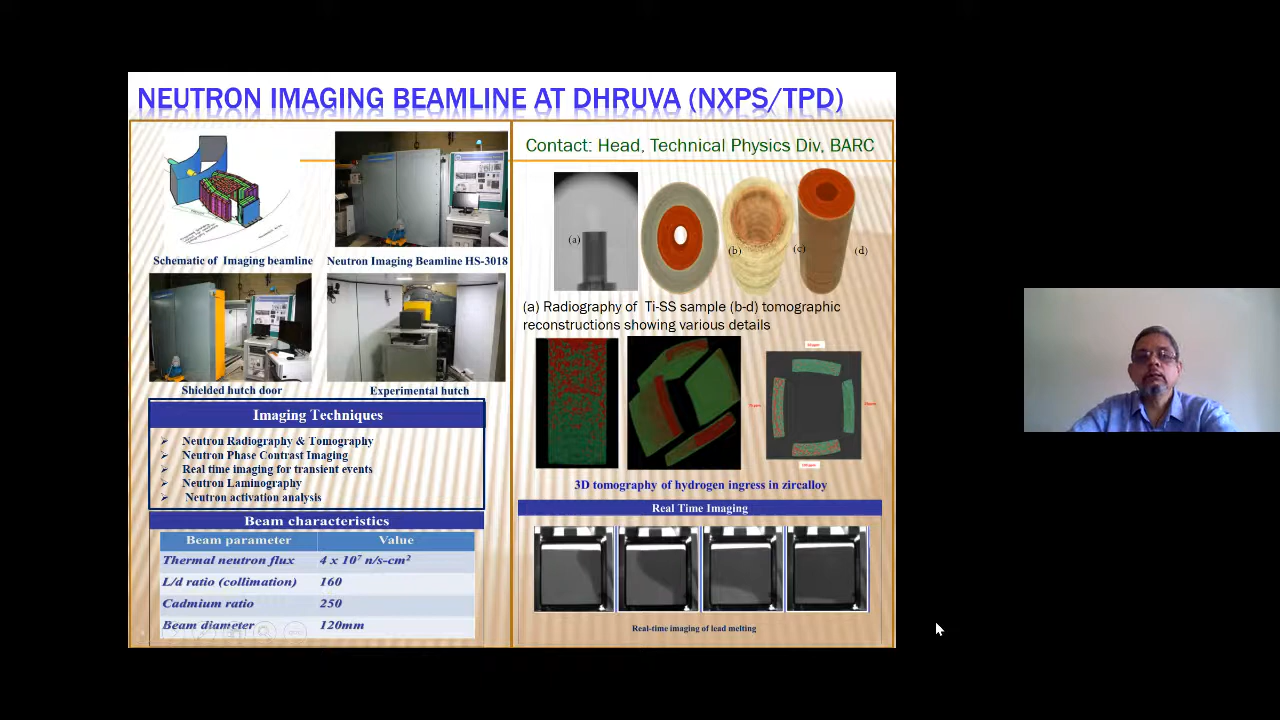 NEUTRON IMAGING BEAMLINE AT DHRUVA (NXPS/TPD)
Schematic of Imaging beamline
Neutron Imaging Beamline HS-3018
Shielded hutch door
Experimental hutch
Imaging Techniques
➢ Neutron Radiography & Tomography
➢ Neutron Phase Contrast Imaging
➢ Real time imaging for transient events
➢ Neutron Laminography
➢ Neutron activation analysis
Beam characteristics
Beam parameter Value
Thermal neutron flux 4 x 10⁷ n/s-cm²
L/d ratio (collimation) 160
Cadmium ratio 250
Beam diameter 120mm
Contact: Head, Technical Physics Div, BARC
(a)
(b)
(c)
(d)
(a) Radiography of Ti-SS sample (b-d) tomographic
reconstructions showing various details
3D tomography of hydrogen ingress in zircalloy
Real Time Imaging
Real-time imaging of lead melting